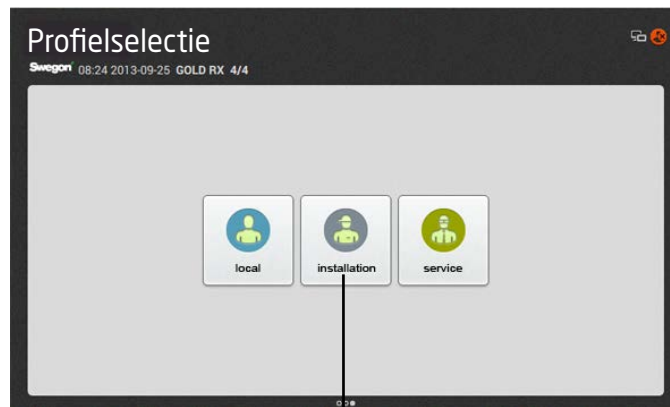 Profielselectie
Swegon 08:24 2013-09-25 GOLD RX 4/4
local installation service